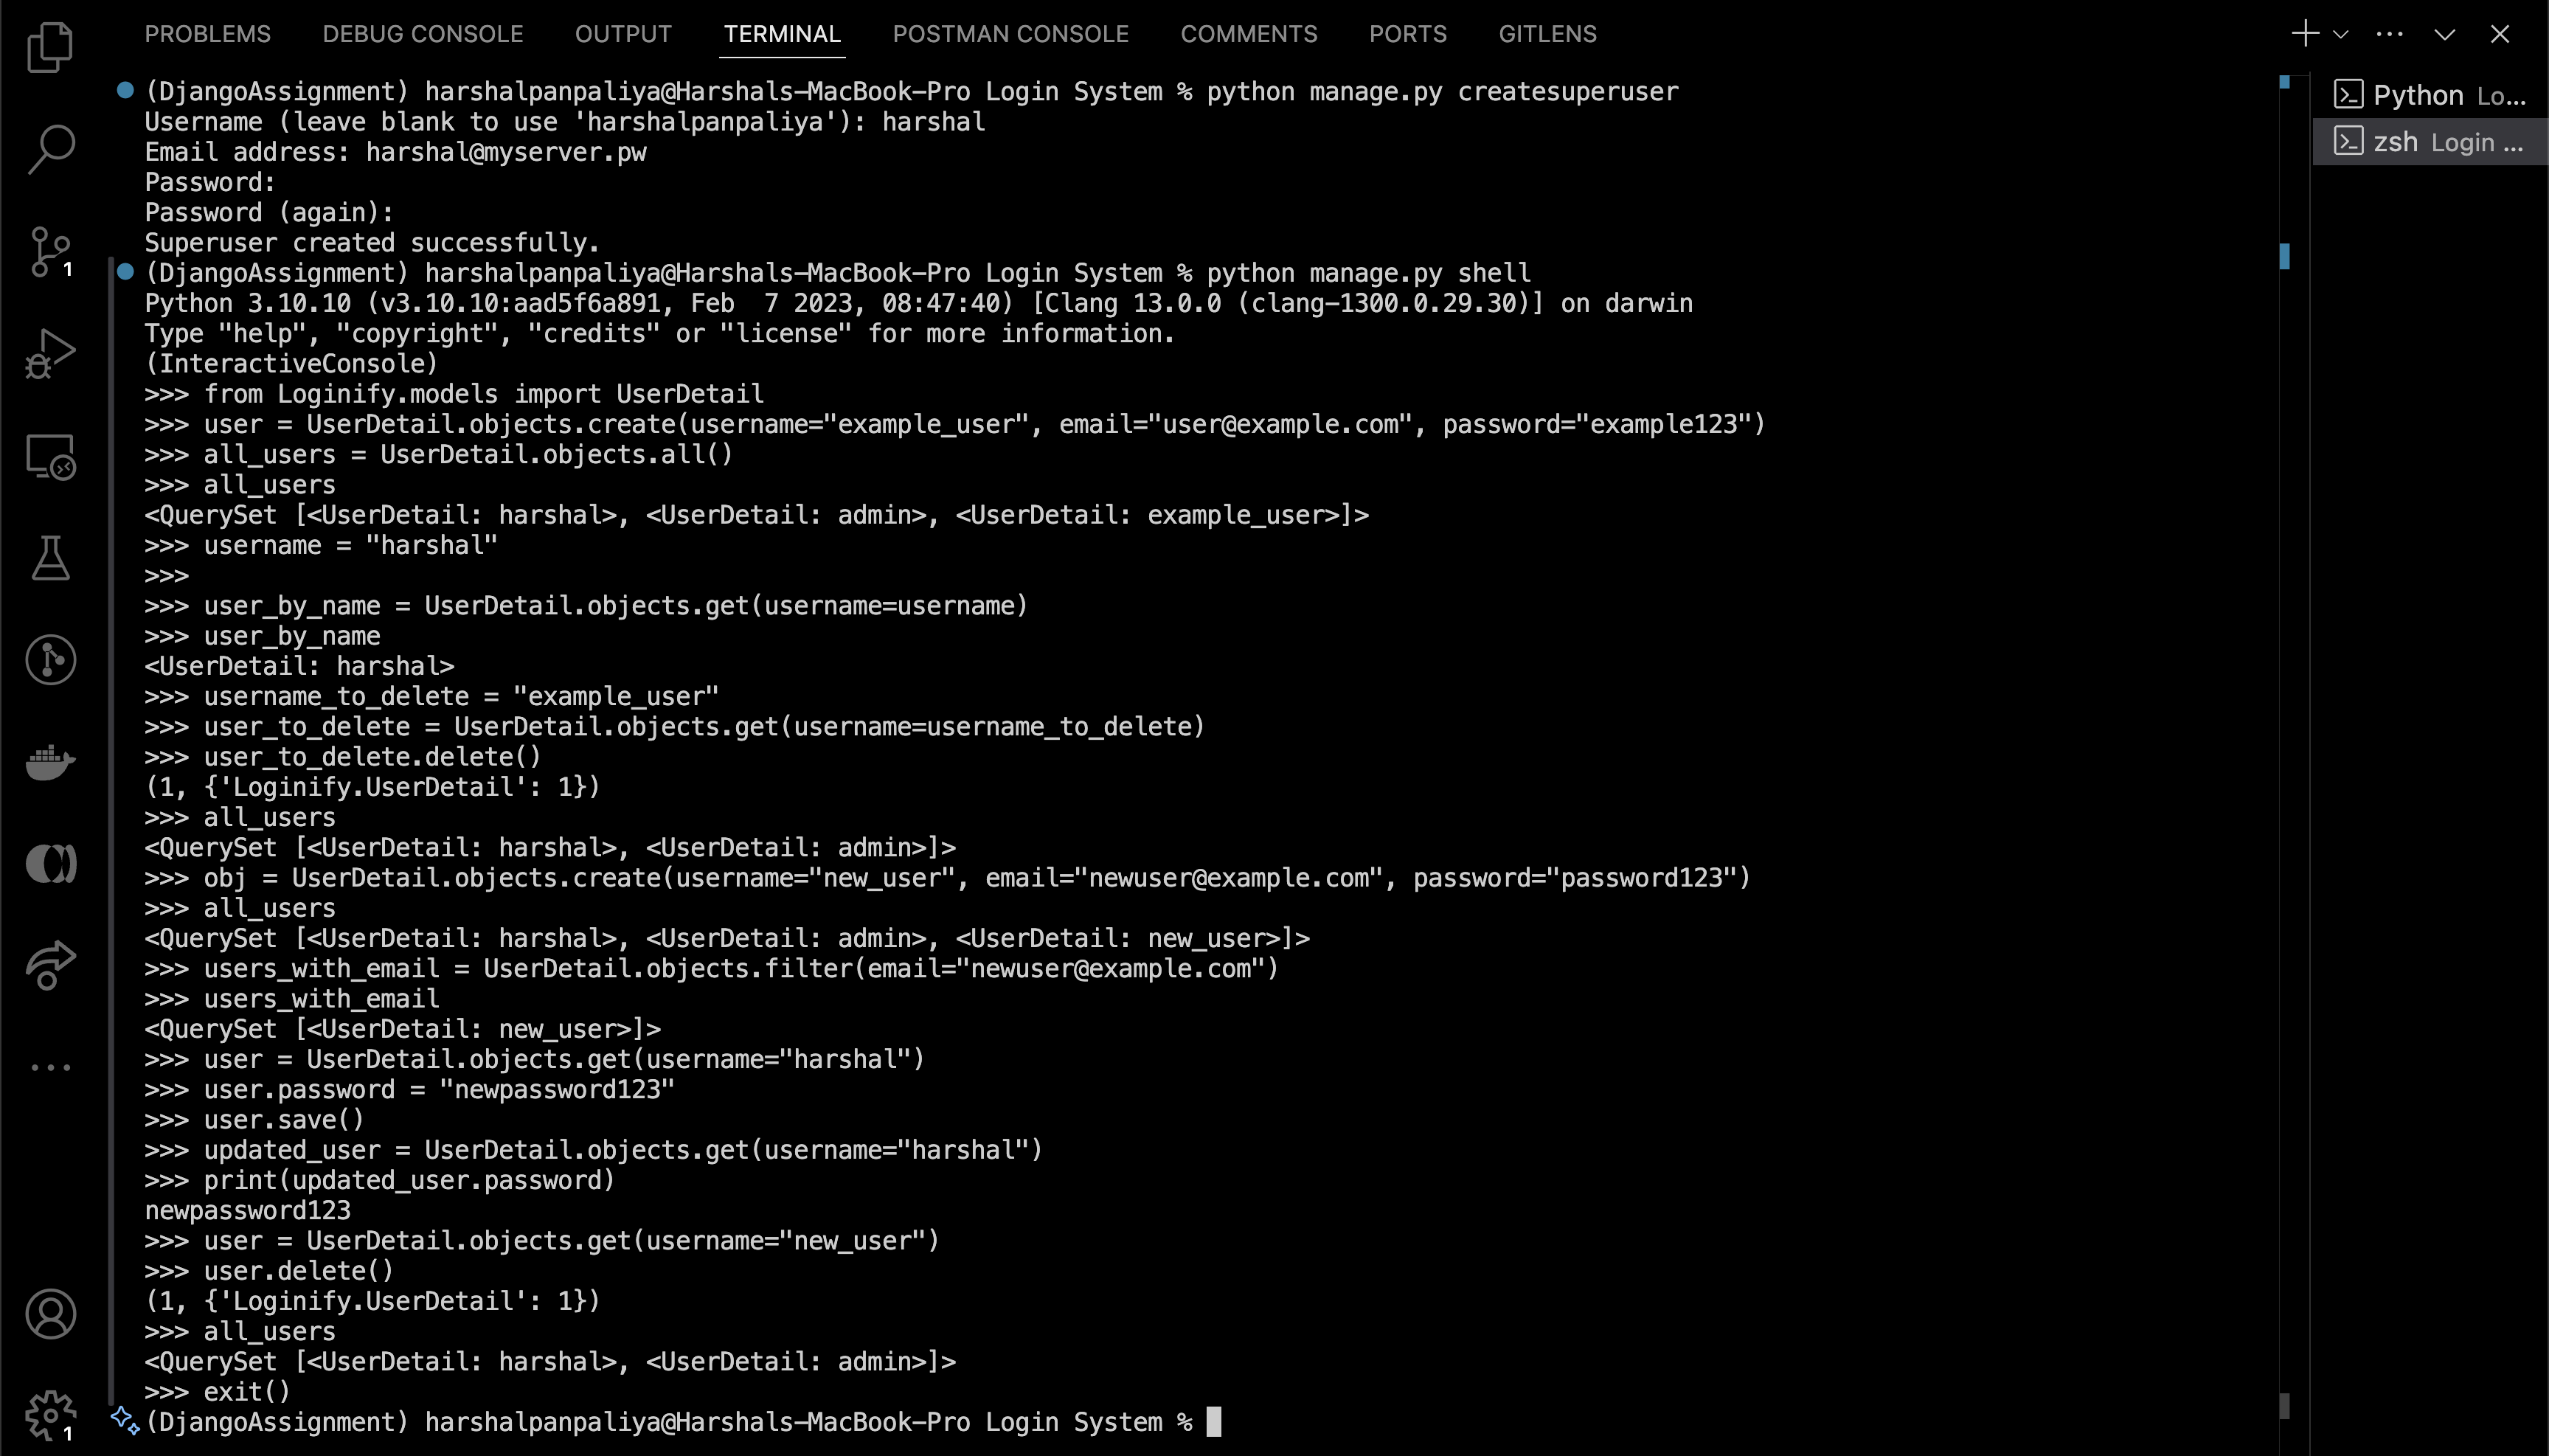 PROBLEMS DEBUG CONSOLE OUTPUT TERMINAL POSTMAN CONSOLE COMMENTS PORTS GITLENS
(DjangoAssignment) harshalpanpaliya@Harshals-MacBook-Pro Login System % python manage.py createsuperuser
Username (leave blank to use 'harshalpanpaliya'): harshal
Email address: harshal@myserver.pw
Password:
Password (again):
Superuser created successfully.
(DjangoAssignment) harshalpanpaliya@Harshals-MacBook-Pro Login System % python manage.py shell
Python 3.10.10 (v3.10.10:aad5f6a891, Feb  7 2023, 08:47:40) [Clang 13.0.0 (clang-1300.0.29.30)] on darwin
Type "help", "copyright", "credits" or "license" for more information.
(InteractiveConsole)
>>> from Loginify.models import UserDetail
>>> user = UserDetail.objects.create(username="example_user", email="user@example.com", password="example123")
>>> all_users = UserDetail.objects.all()
>>> all_users
<QuerySet [<UserDetail: harshal>, <UserDetail: admin>, <UserDetail: example_user>]>
>>> username = "harshal"
>>>
>>> user_by_name = UserDetail.objects.get(username=username)
>>> user_by_name
<UserDetail: harshal>
>>> username_to_delete = "example_user"
>>> user_to_delete = UserDetail.objects.get(username=username_to_delete)
>>> user_to_delete.delete()
(1, {'Loginify.UserDetail': 1})
>>> all_users
<QuerySet [<UserDetail: harshal>, <UserDetail: admin>]>
>>> obj = UserDetail.objects.create(username="new_user", email="newuser@example.com", password="password123")
>>> all_users
<QuerySet [<UserDetail: harshal>, <UserDetail: admin>, <UserDetail: new_user>]>
>>> users_with_email = UserDetail.objects.filter(email="newuser@example.com")
>>> users_with_email
<QuerySet [<UserDetail: new_user>]>
>>> user = UserDetail.objects.get(username="harshal")
>>> user.password = "newpassword123"
>>> user.save()
>>> updated_user = UserDetail.objects.get(username="harshal")
>>> print(updated_user.password)
newpassword123
>>> user = UserDetail.objects.get(username="new_user")
>>> user.delete()
(1, {'Loginify.UserDetail': 1})
>>> all_users
<QuerySet [<UserDetail: harshal>, <UserDetail: admin>]>
>>> exit()
(DjangoAssignment) harshalpanpaliya@Harshals-MacBook-Pro Login System %
Python Lo...
zsh Login ...
1
1